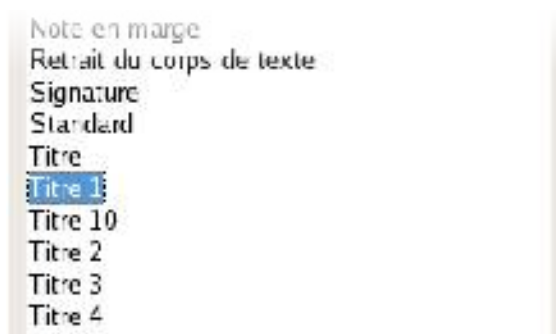 Note en marge
Retrait du corps de texte
Signature
Standard
Titre
Titre 1
Titre 10
Titre 2
Titre 3
Titre 4